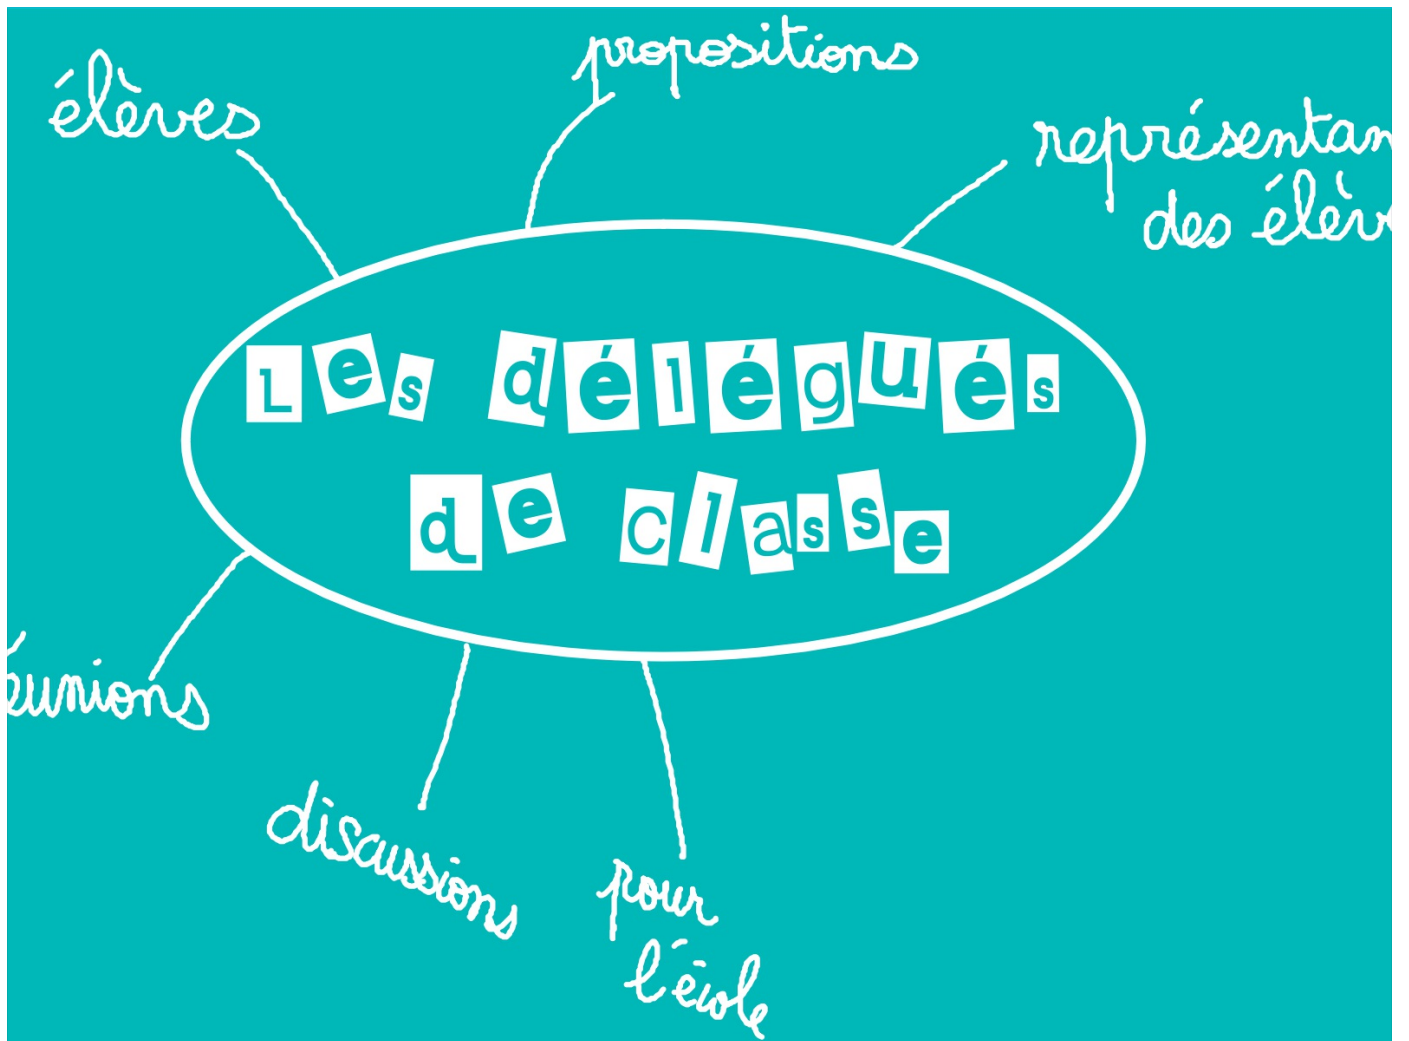 élèves
propositions
représentan
des élèv
Les délégués
de classe
éunions
discussions
pour
l'école